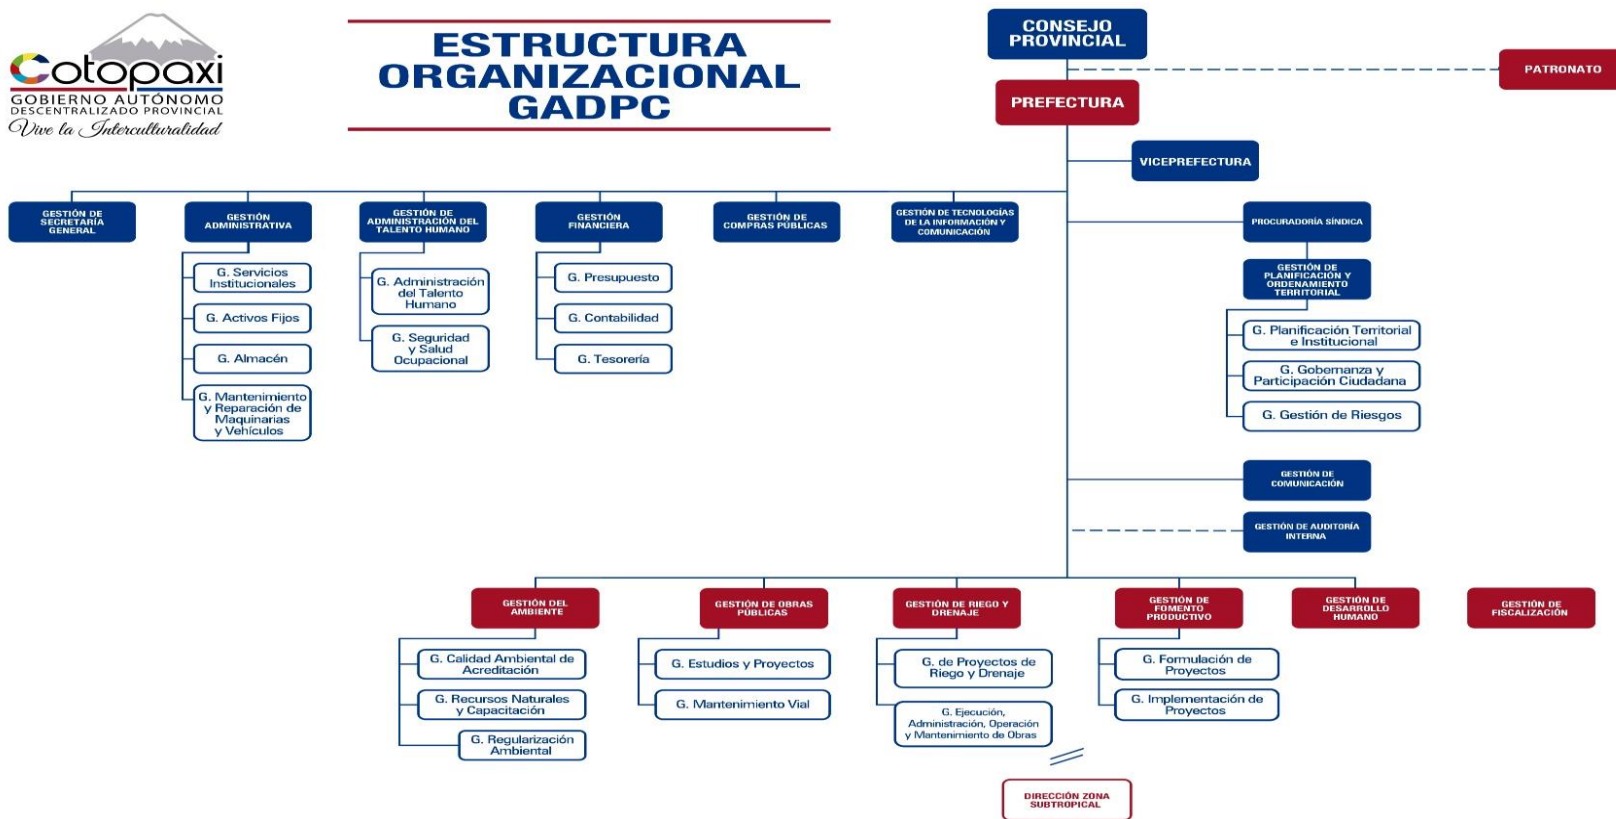 Cotopaxi
GOBIERNO AUTÓNOMO
DESCENTRALIZADO PROVINCIAL
Vive la Interculturalidad
ESTRUCTURA
ORGANIZACIONAL
GADPC
CONSEJO
PROVINCIAL
PATRONATO
PREFECTURA
VICEPREFECTURA
GESTIÓN DE
SECRETARÍA
GENERAL
GESTIÓN
ADMINISTRATIVA
GESTIÓN DE
ADMINISTRACIÓN DEL
TALENTO HUMANO
GESTIÓN
FINANCIERA
GESTIÓN DE
COMPRAS PÚBLICAS
GESTIÓN DE TECNOLOGÍAS
DE LA INFORMACIÓN Y
COMUNICACIÓN
PROCURADORÍA SÍNDICA
G. Servicios
Institucionales
G. Activos Fijos
G. Almacén
G. Mantenimiento
y Reparación de
Maquinarias
y Vehículos
G. Administración
del Talento
Humano
G. Seguridad
y Salud
Ocupacional
G. Presupuesto
G. Contabilidad
G. Tesorería
GESTIÓN DE
PLANIFICACIÓN Y
ORDENAMIENTO
TERRITORIAL
G. Planificación Territorial
e Institucional
G. Gobernanza y
Participación Ciudadana
G. Gestión de Riesgos
GESTIÓN DE
COMUNICACIÓN
GESTIÓN DE AUDITORÍA
INTERNA
GESTIÓN DEL
AMBIENTE
GESTIÓN DE OBRAS
PÚBLICAS
GESTIÓN DE RIEGO Y
DRENAJE
GESTIÓN DE
FOMENTO
PRODUCTIVO
GESTIÓN DE
DESARROLLO
HUMANO
GESTIÓN DE
FISCALIZACIÓN
G. Calidad Ambiental de
Acreditación
G. Recursos Naturales
y Capacitación
G. Regularización
Ambiental
G. Estudios y Proyectos
G. Mantenimiento Vial
G. de Proyectos de
Riego y Drenaje
G. Ejecución,
Administración, Operación
y Mantenimiento de Obras
G. Formulación de
Proyectos
G. Implementación de
Proyectos
DIRECCIÓN ZONA
SUBTROPICAL